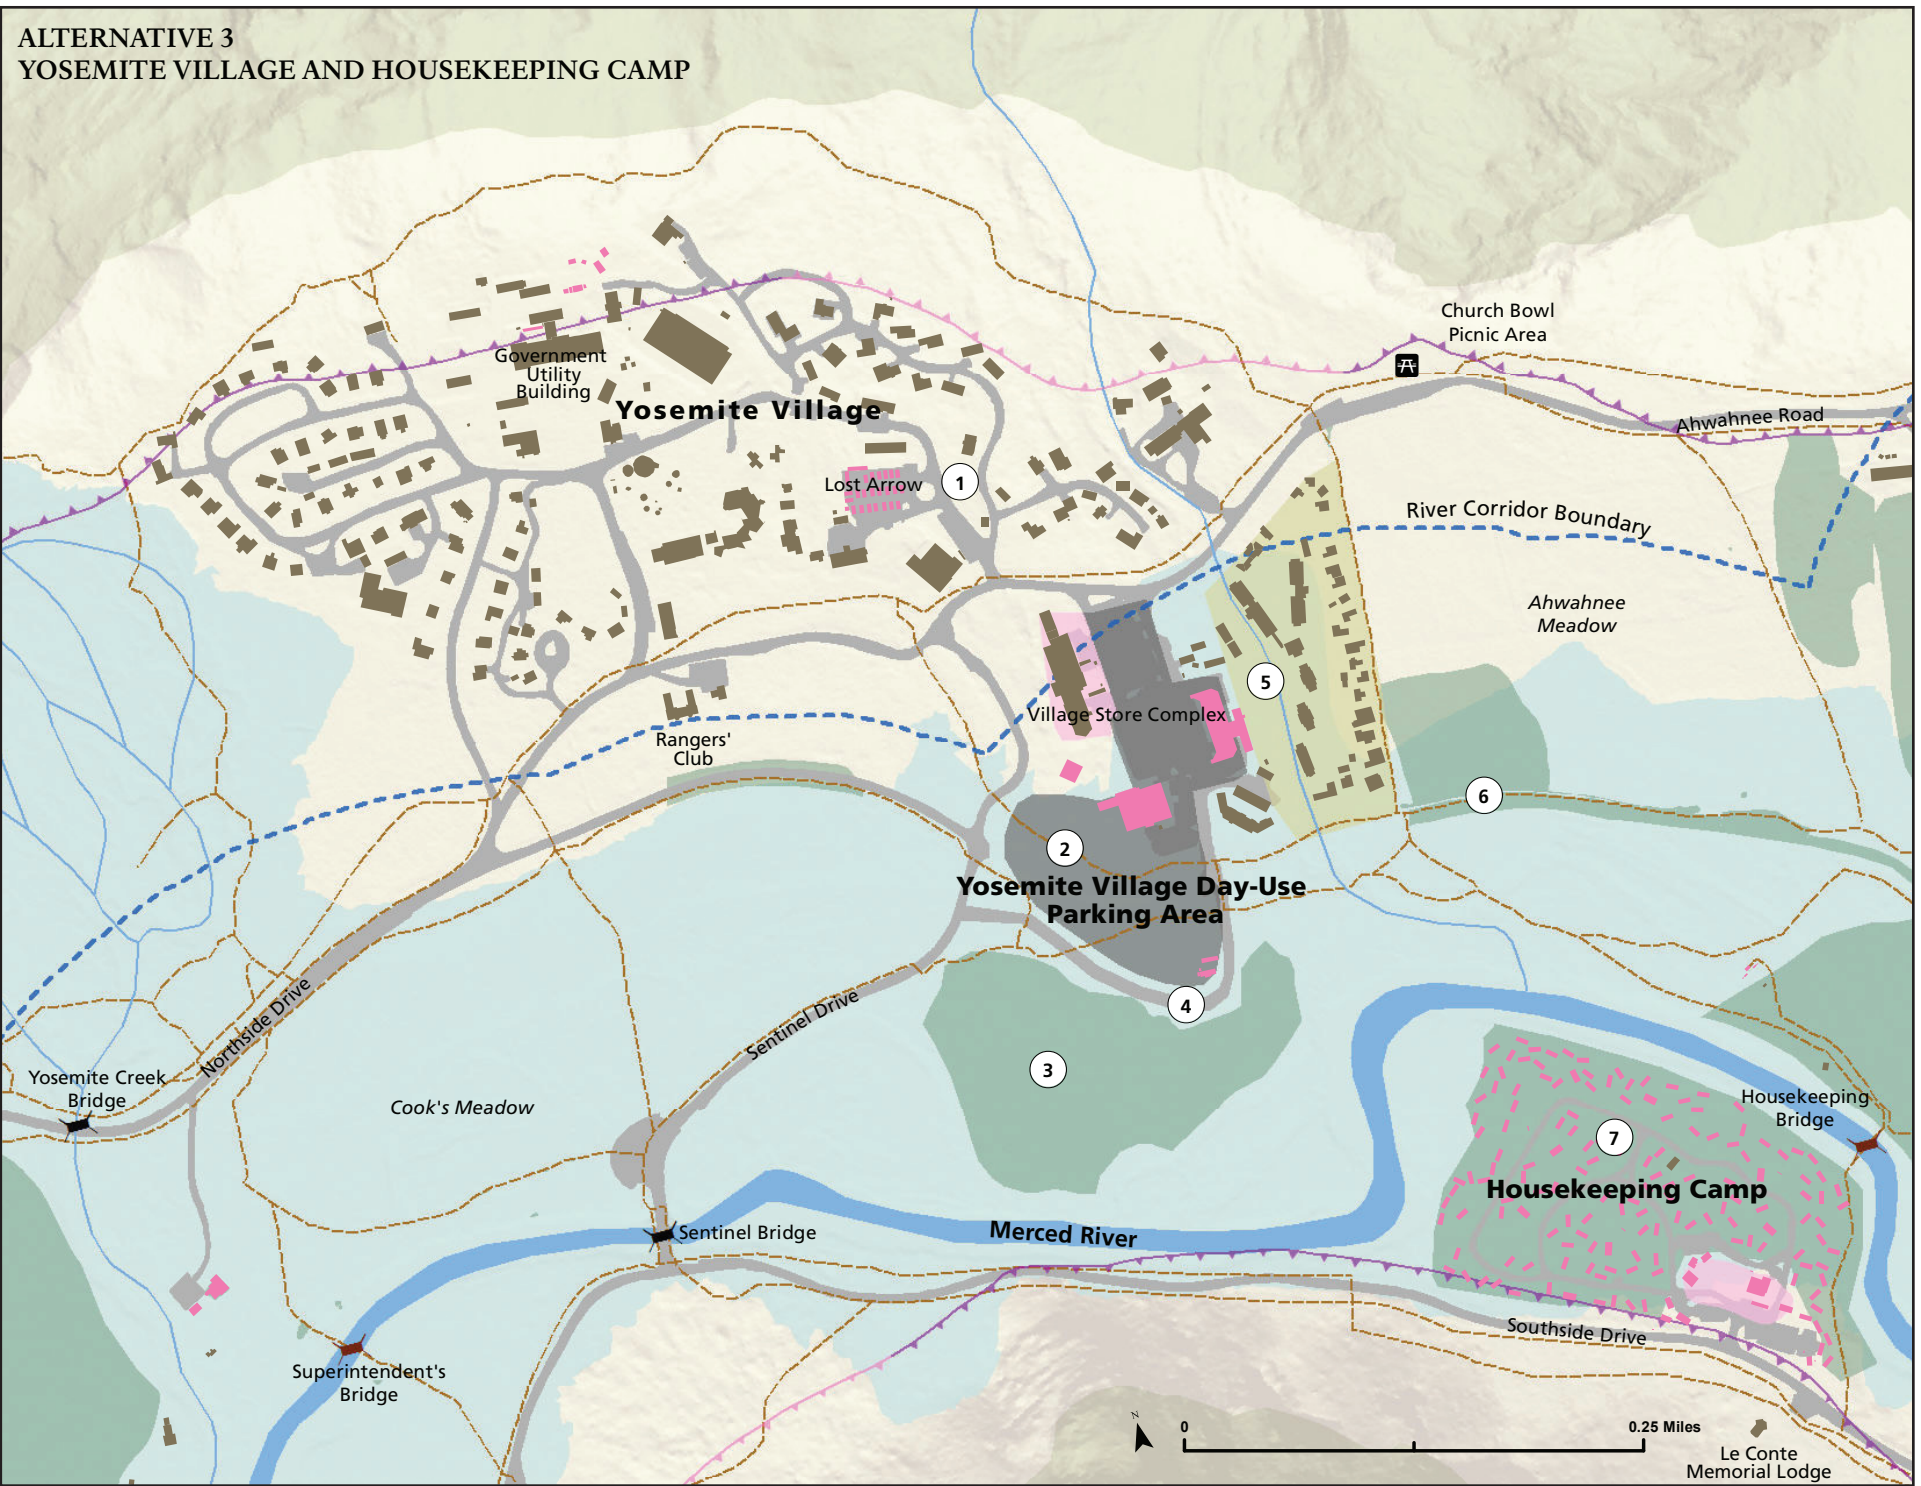 ALTERNATIVE 3
YOSEMITE VILLAGE AND HOUSEKEEPING CAMP
Church Bowl
Picnic Area
Government
Utility
Building
Yosemite Village
Ahwahnee Road
Lost Arrow
1
River Corridor Boundary
Ahwahnee
Meadow
5
Village Store Complex
Rangers'
Club
6
2
Yosemite Village Day-Use
Parking Area
4
Northside Drive
Sentinel Drive
3
Yosemite Creek
Bridge
Cook's Meadow
Housekeeping
Bridge
7
Housekeeping Camp
Sentinel Bridge
Merced River
Southside Drive
Superintendent's
Bridge
N
0
0.25 Miles
Le Conte
Memorial Lodge